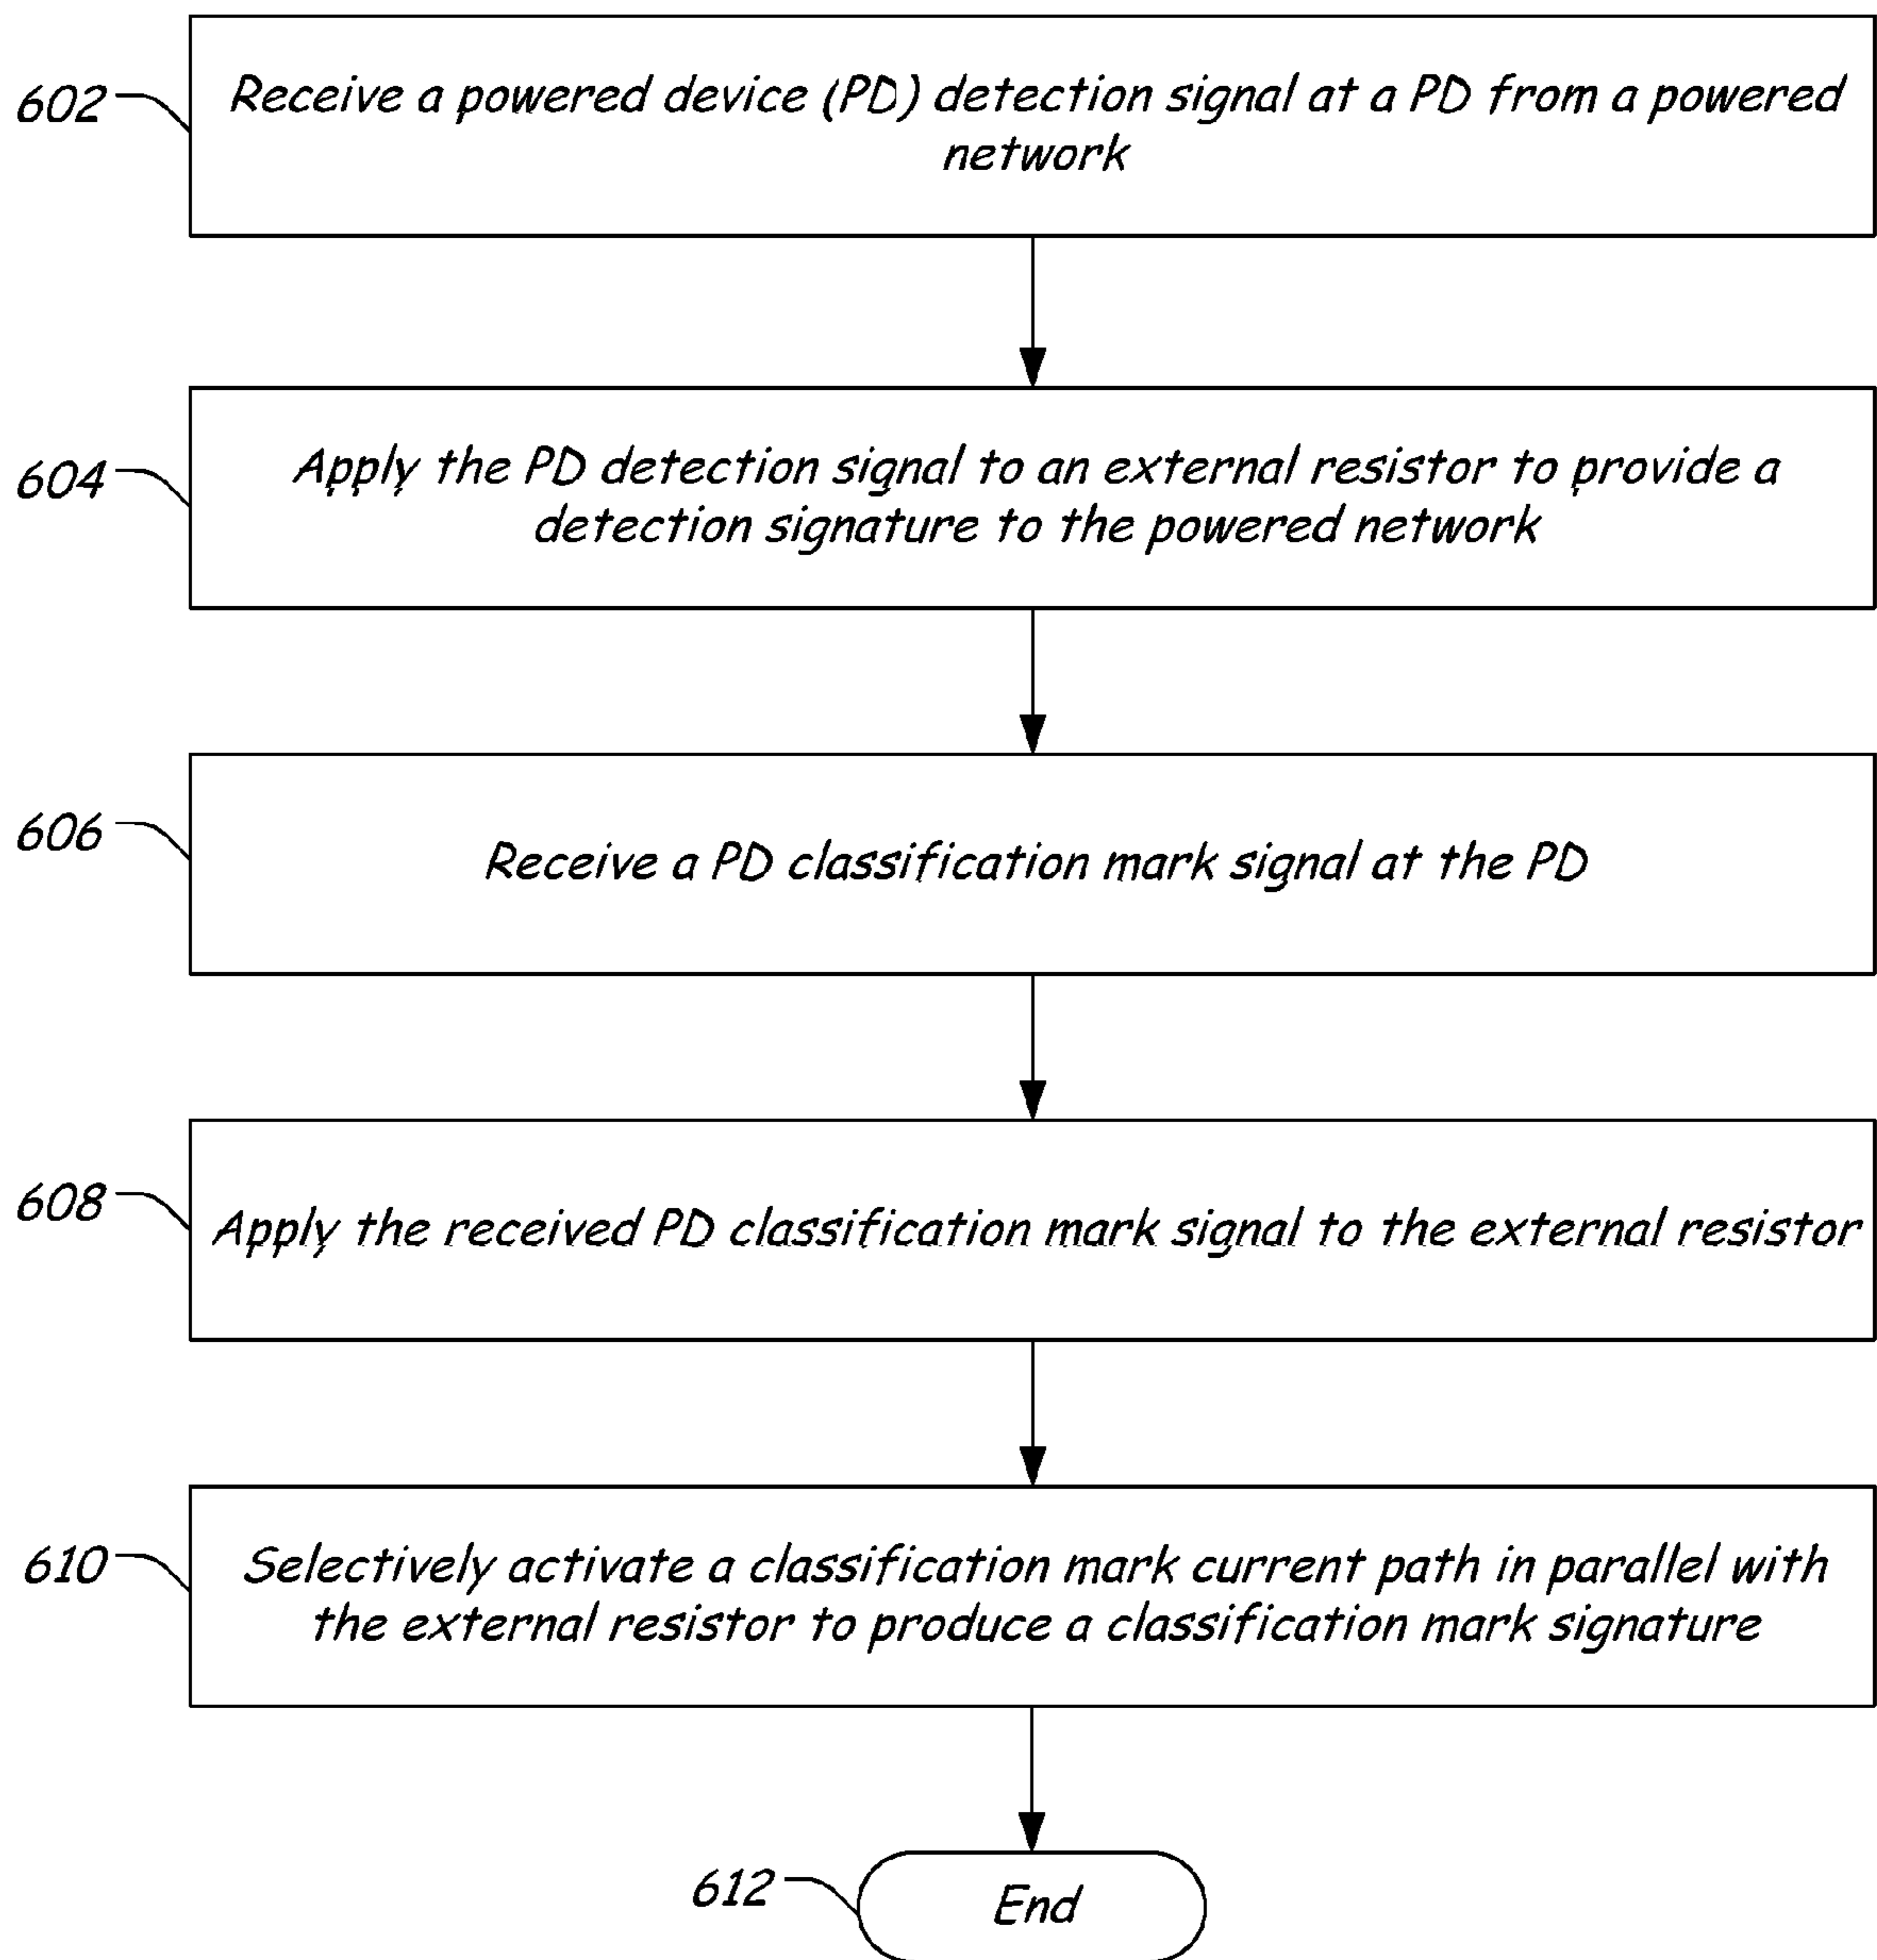 602
Receive a powered device (PD) detection signal at a PD from a powered
network
604
Apply the PD detection signal to an external resistor to provide a
detection signature to the powered network
606
Receive a PD classification mark signal at the PD
608
Apply the received PD classification mark signal to the external resistor
610
Selectively activate a classification mark current path in parallel with
the external resistor to produce a classification mark signature
612
End